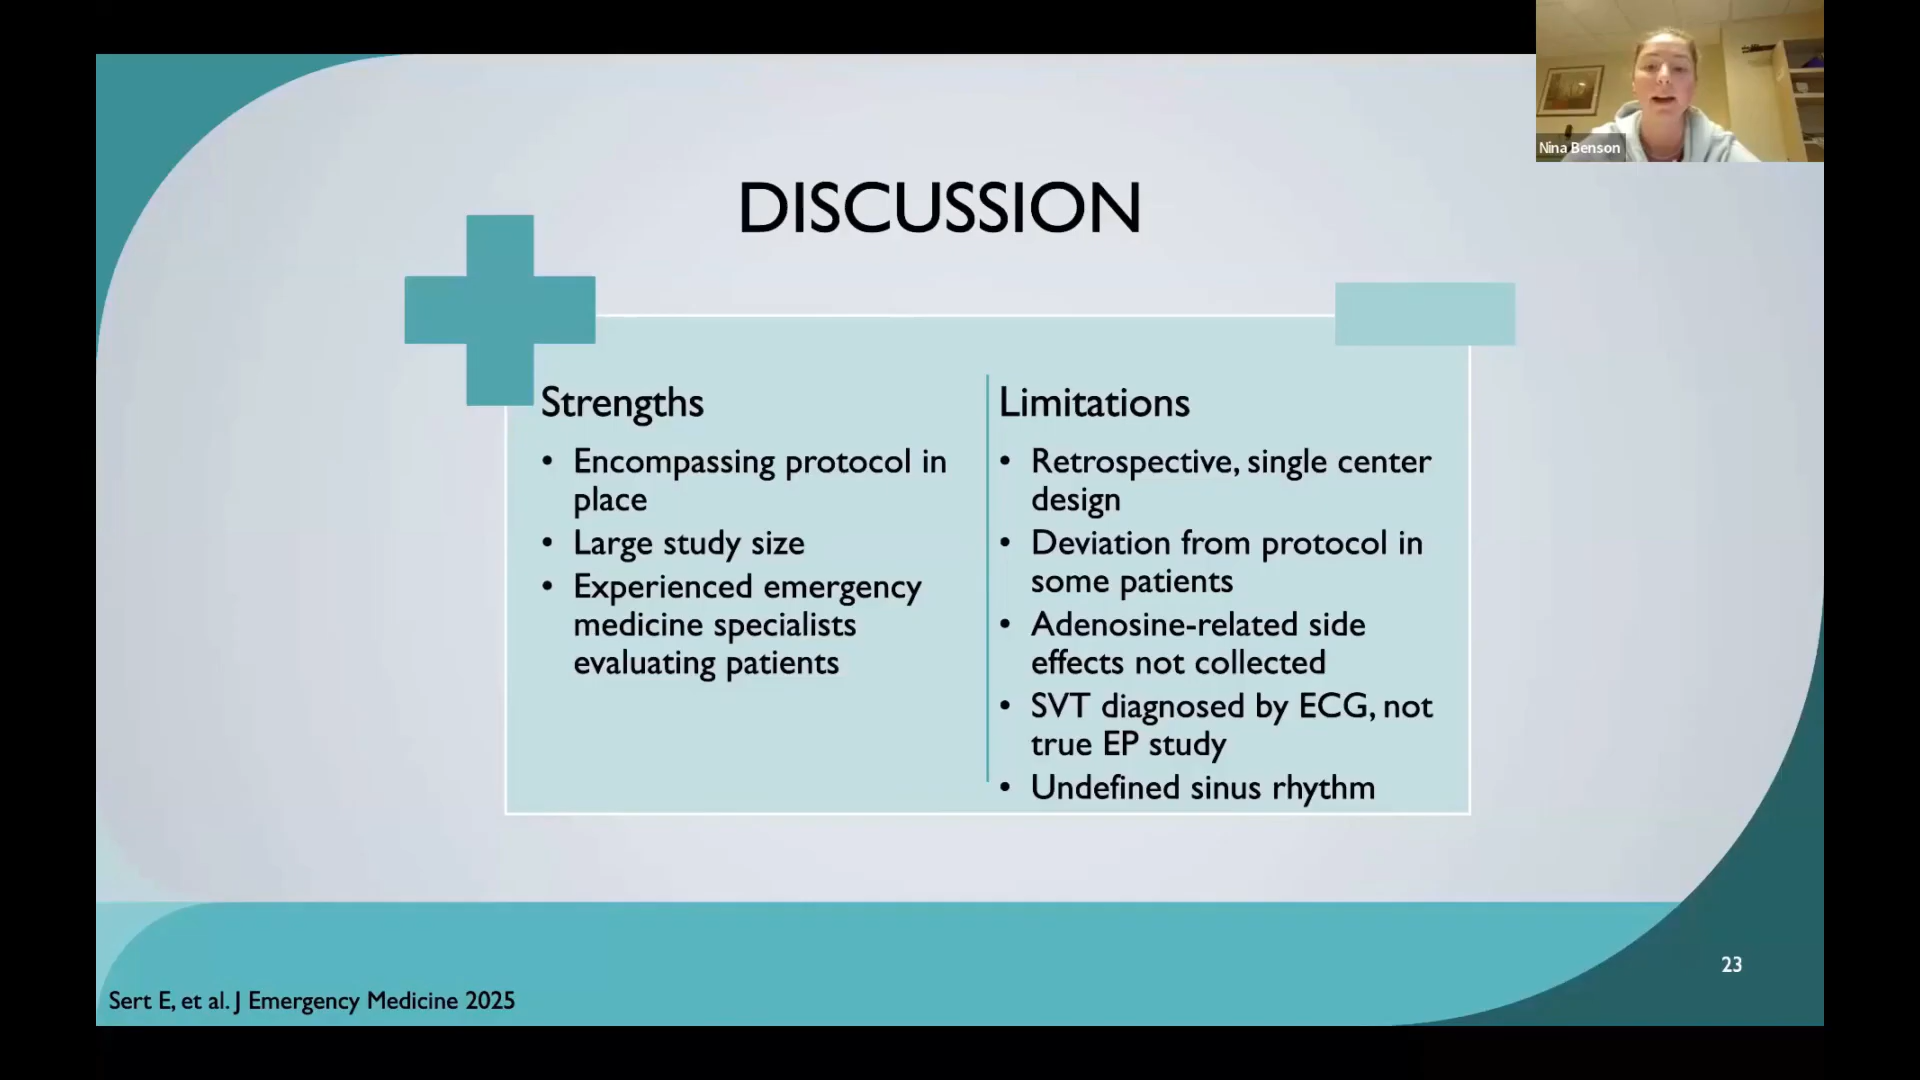 Nina Benson
DISCUSSION
Strengths
• Encompassing protocol in
place
• Large study size
• Experienced emergency
medicine specialists
evaluating patients
Limitations
• Retrospective, single center
design
• Deviation from protocol in
some patients
• Adenosine-related side
effects not collected
• SVT diagnosed by ECG, not
true EP study
• Undefined sinus rhythm
23
Sert E, et al. J Emergency Medicine 2025